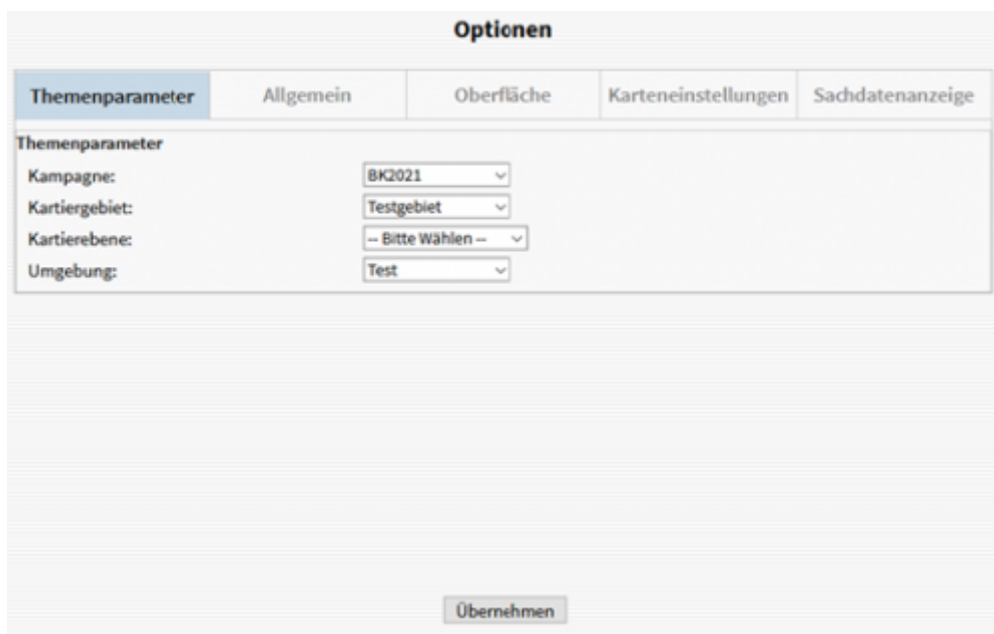 Optionen
Themenparameter Allgemein Oberfläche Karteneinstellungen Sachdatenanzeige
Themenparameter
Kampagne: BK2021
Kartiergebiet: Testgebiet
Kartierebene: -- Bitte Wählen --
Umgebung: Test
Übernehmen